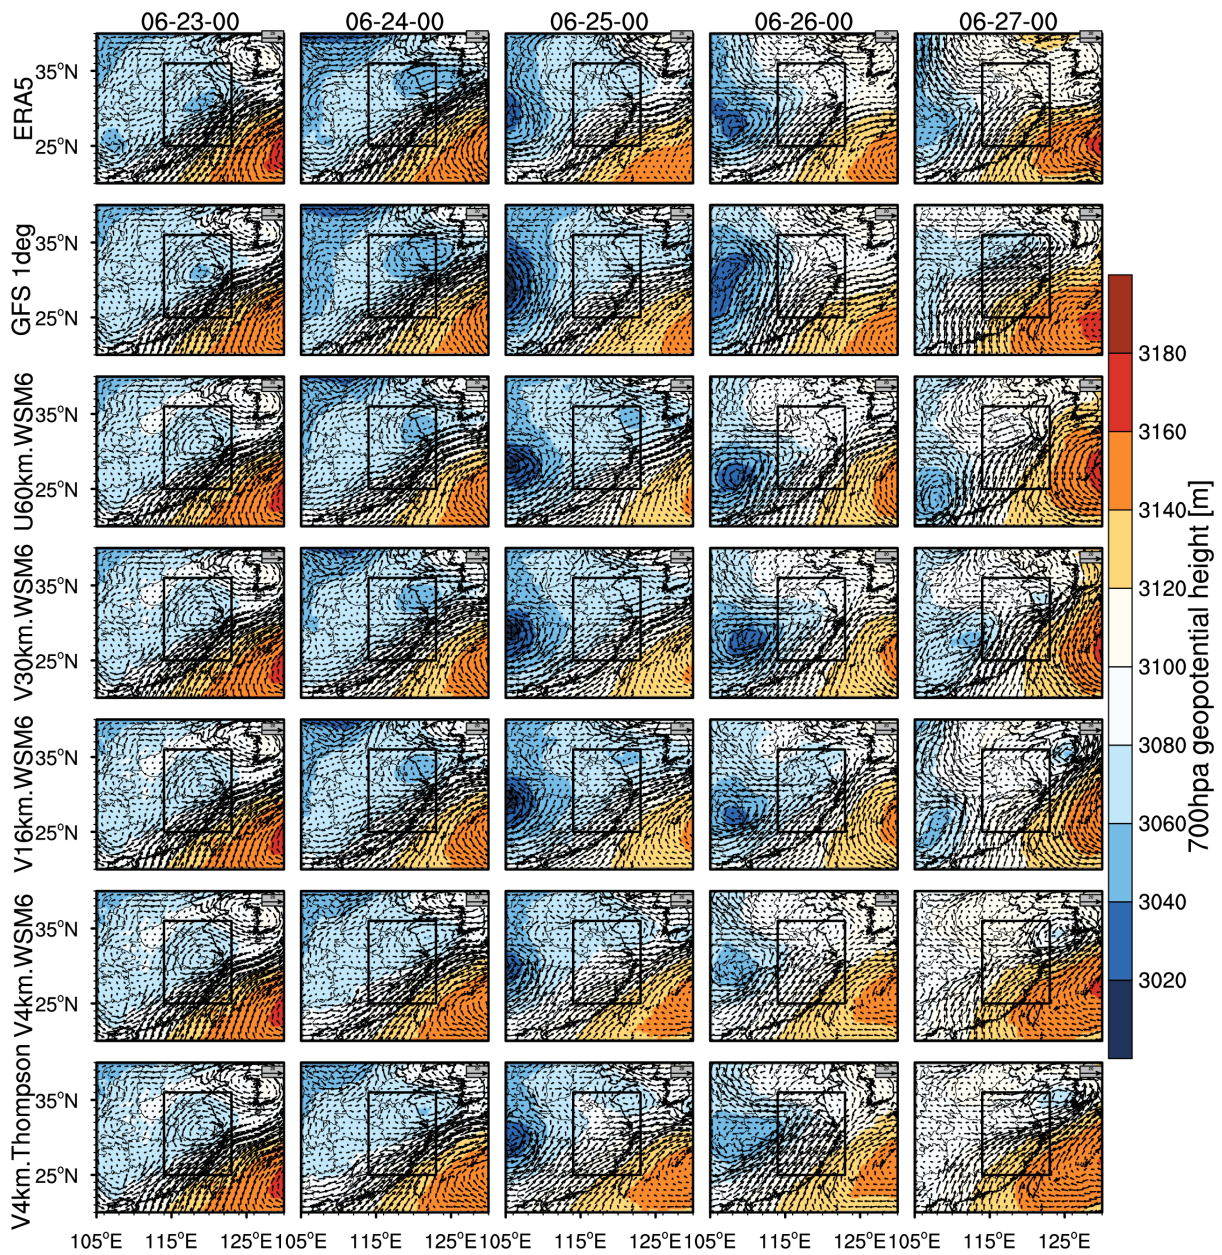 06-23-00 06-24-00 06-25-00 06-26-00 06-27-00
ERA5
35°N
25°N
GFS 1deg
35°N
25°N
U60km.WSM6
35°N
25°N
V30km.WSM6
35°N
25°N
V16km.WSM6
35°N
25°N
V4km.WSM6
35°N
25°N
V4km.Thompson
35°N
25°N
105°E 115°E 125°E 105°E 115°E 125°E 105°E 115°E 125°E 105°E 115°E 125°E 105°E 115°E 125°E
3180
3160
3140
3120
3100
3080
3060
3040
3020
700hpa geopotential height [m]